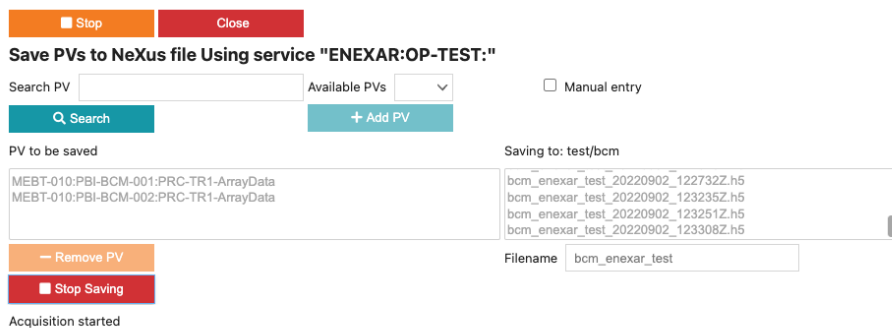 Stop
Close
Save PVs to NeXus file Using service "ENEXAR:OP-TEST:"
Search PV
Available PVs
Manual entry
Search
+ Add PV
PV to be saved
Saving to: test/bcm
MEBT-010:PBI-BCM-001:PRC-TR1-ArrayData
MEBT-010:PBI-BCM-002:PRC-TR1-ArrayData
bcm_enexar_test_20220902_122732Z.h5
bcm_enexar_test_20220902_123235Z.h5
bcm_enexar_test_20220902_123251Z.h5
bcm_enexar_test_20220902_123308Z.h5
− Remove PV
Filename
bcm_enexar_test
Stop Saving
Acquisition started